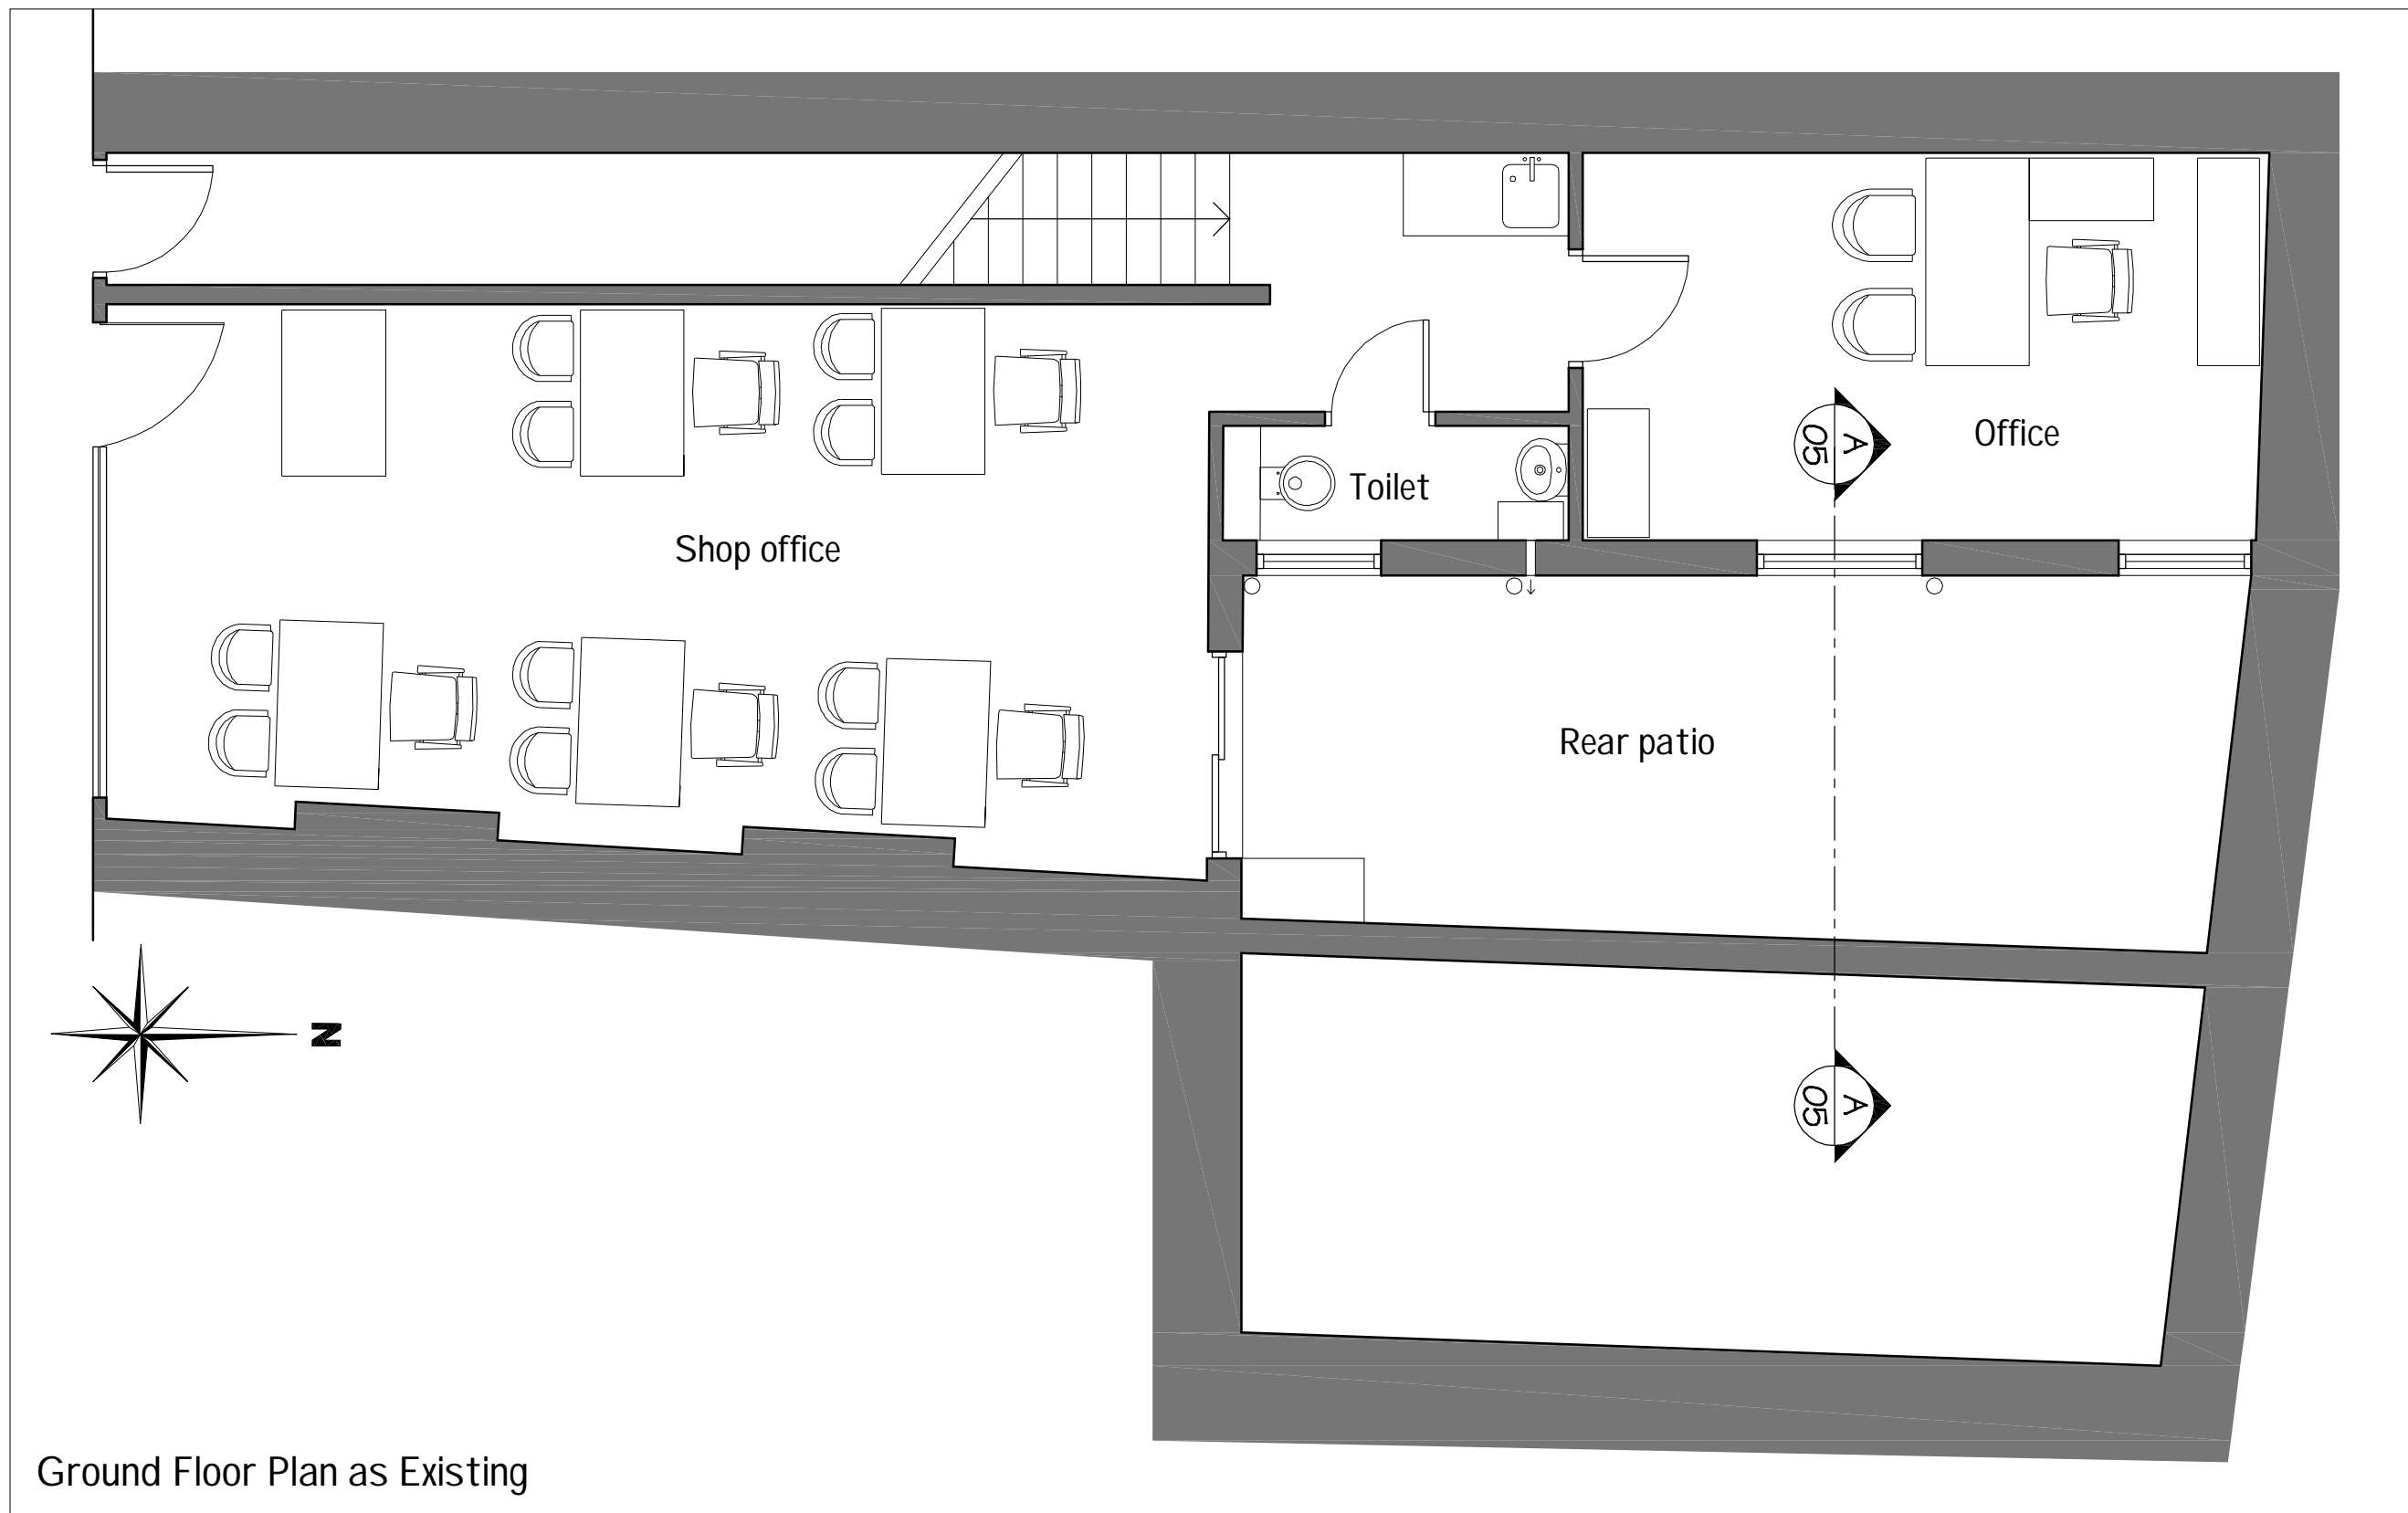 A
05
Office
Toilet
Shop office
Rear patio
N
A
05
Ground Floor Plan as Existing